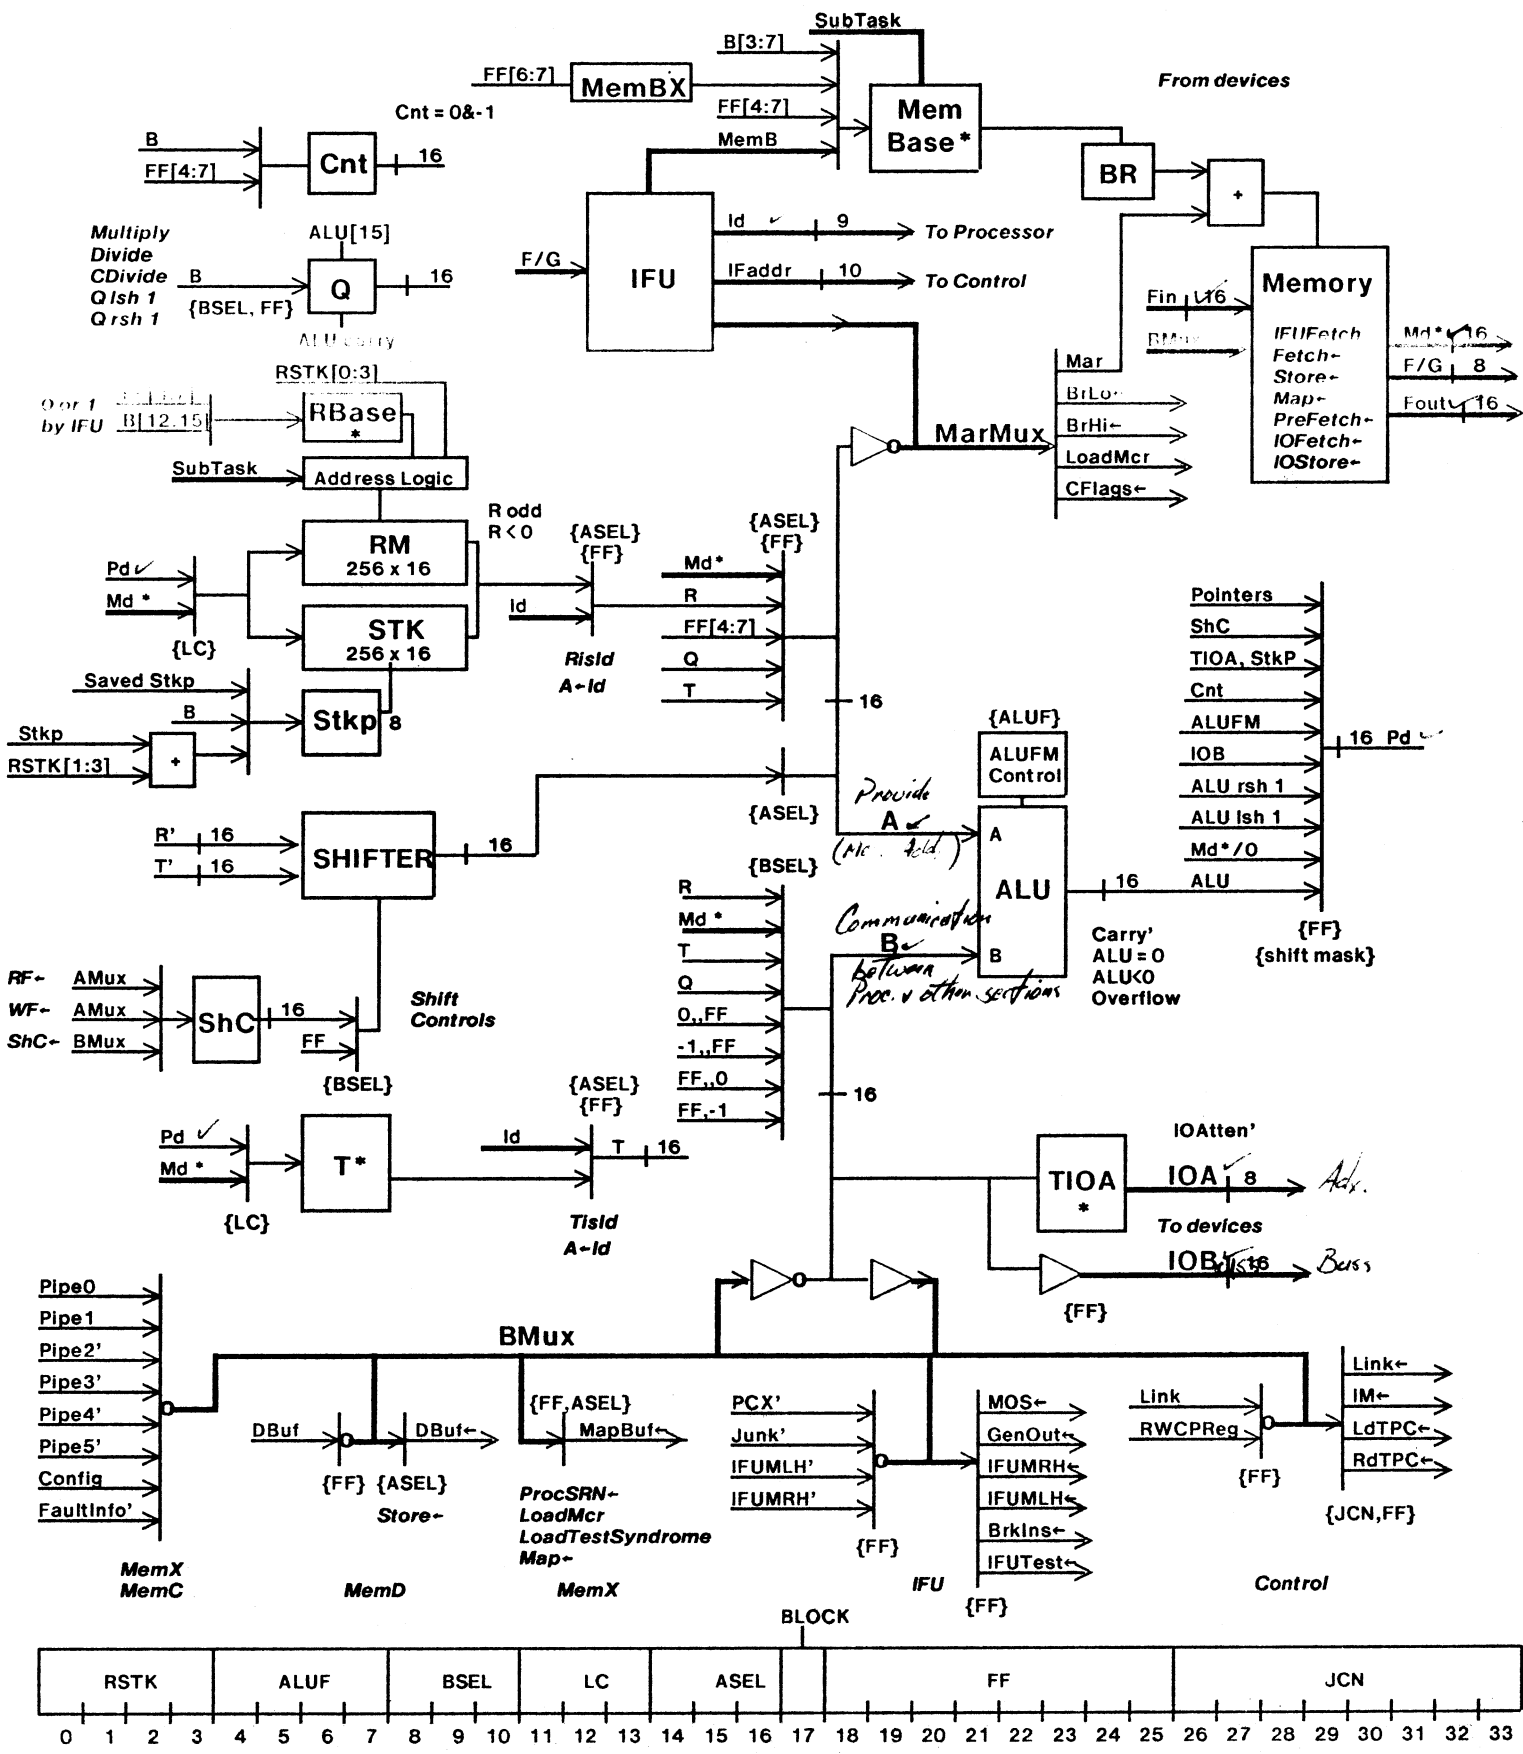 SubTask
B[3:7]
FF[6:7]
MemBX
FF[4:7]
MemB
Mem
Base*
From devices
Cnt = 0&-1
B
FF[4:7]
Cnt
16
BR
+
Multiply
Divide
CDivide
Q lsh 1
Q rsh 1
ALU[15]
B
{BSEL, FF}
Q
16
ALU carry
F/G
IFU
Id
9
To Processor
IFaddr
10
To Control
Memory
Fin
16
BMux
IFUFetch
Fetch←
Store←
Map←
PreFetch←
IOFetch←
IOStore←
Md*
16
F/G
8
Fout
16
RSTK[0:3]
0 or 1
by IFU
B[12.15]
RBase
*
SubTask
Address Logic
Mar
BrLo←
BrHi←
LoadMcr
CFlags←
MarMux
RM
256 x 16
R odd
R<0
Pd
Md *
{LC}
STK
256 x 16
{ASEL}
{FF}
Id
RisId
A←Id
{ASEL}
{FF}
Md*
R
FF[4:7]
Q
T
16
Saved Stkp
B
Stkp
8
Stkp
RSTK[1:3]
+
{ASEL}
{ALUF}
ALUFM
Control
Pointers
ShC
TIOA, StkP
Cnt
ALUFM
IOB
ALU rsh 1
ALU lsh 1
Md*/0
ALU
16 Pd
{FF}
{shift mask}
R'
16
T'
16
SHIFTER
16
Provide
A
A
ALU
B
16
Communication
B
between
Proc. & other sections
Carry'
ALU = 0
ALU<0
Overflow
{BSEL}
R
Md *
T
Q
0,,FF
-1,,FF
FF,,0
FF,-1
16
RF← AMux
WF← AMux
ShC← BMux
ShC
16
FF
{BSEL}
Shift
Controls
Pd
Md *
{LC}
T*
{ASEL}
{FF}
Id
T
16
TisId
A←Id
TIOA
*
IOAtten'
IOA
8
To devices
IOB
16
Buss
{FF}
Pipe0
Pipe1
Pipe2'
Pipe3'
Pipe4'
Pipe5'
Config
FaultInfo'
MemX
MemC
BMux
DBuf
{FF}
DBuf←
{ASEL}
Store←
MemD
{FF,ASEL}
MapBuf←
ProcSRN←
LoadMcr
LoadTestSyndrome
Map←
MemX
PCX'
Junk'
IFUMLH'
IFUMRH'
{FF}
MOS←
GenOut←
IFUMRH←
IFUMLH←
BrkIns←
IFUTest←
{FF}
IFU
Link
RWCPReg
{FF}
Link←
IM←
LdTPC←
RdTPC←
{JCN,FF}
Control
BLOCK
RSTK ALUF BSEL LC ASEL FF JCN
0 1 2 3 4 5 6 7 8 9 10 11 12 13 14 15 16 17 18 19 20 21 22 23 24 25 26 27 28 29 30 31 32 33